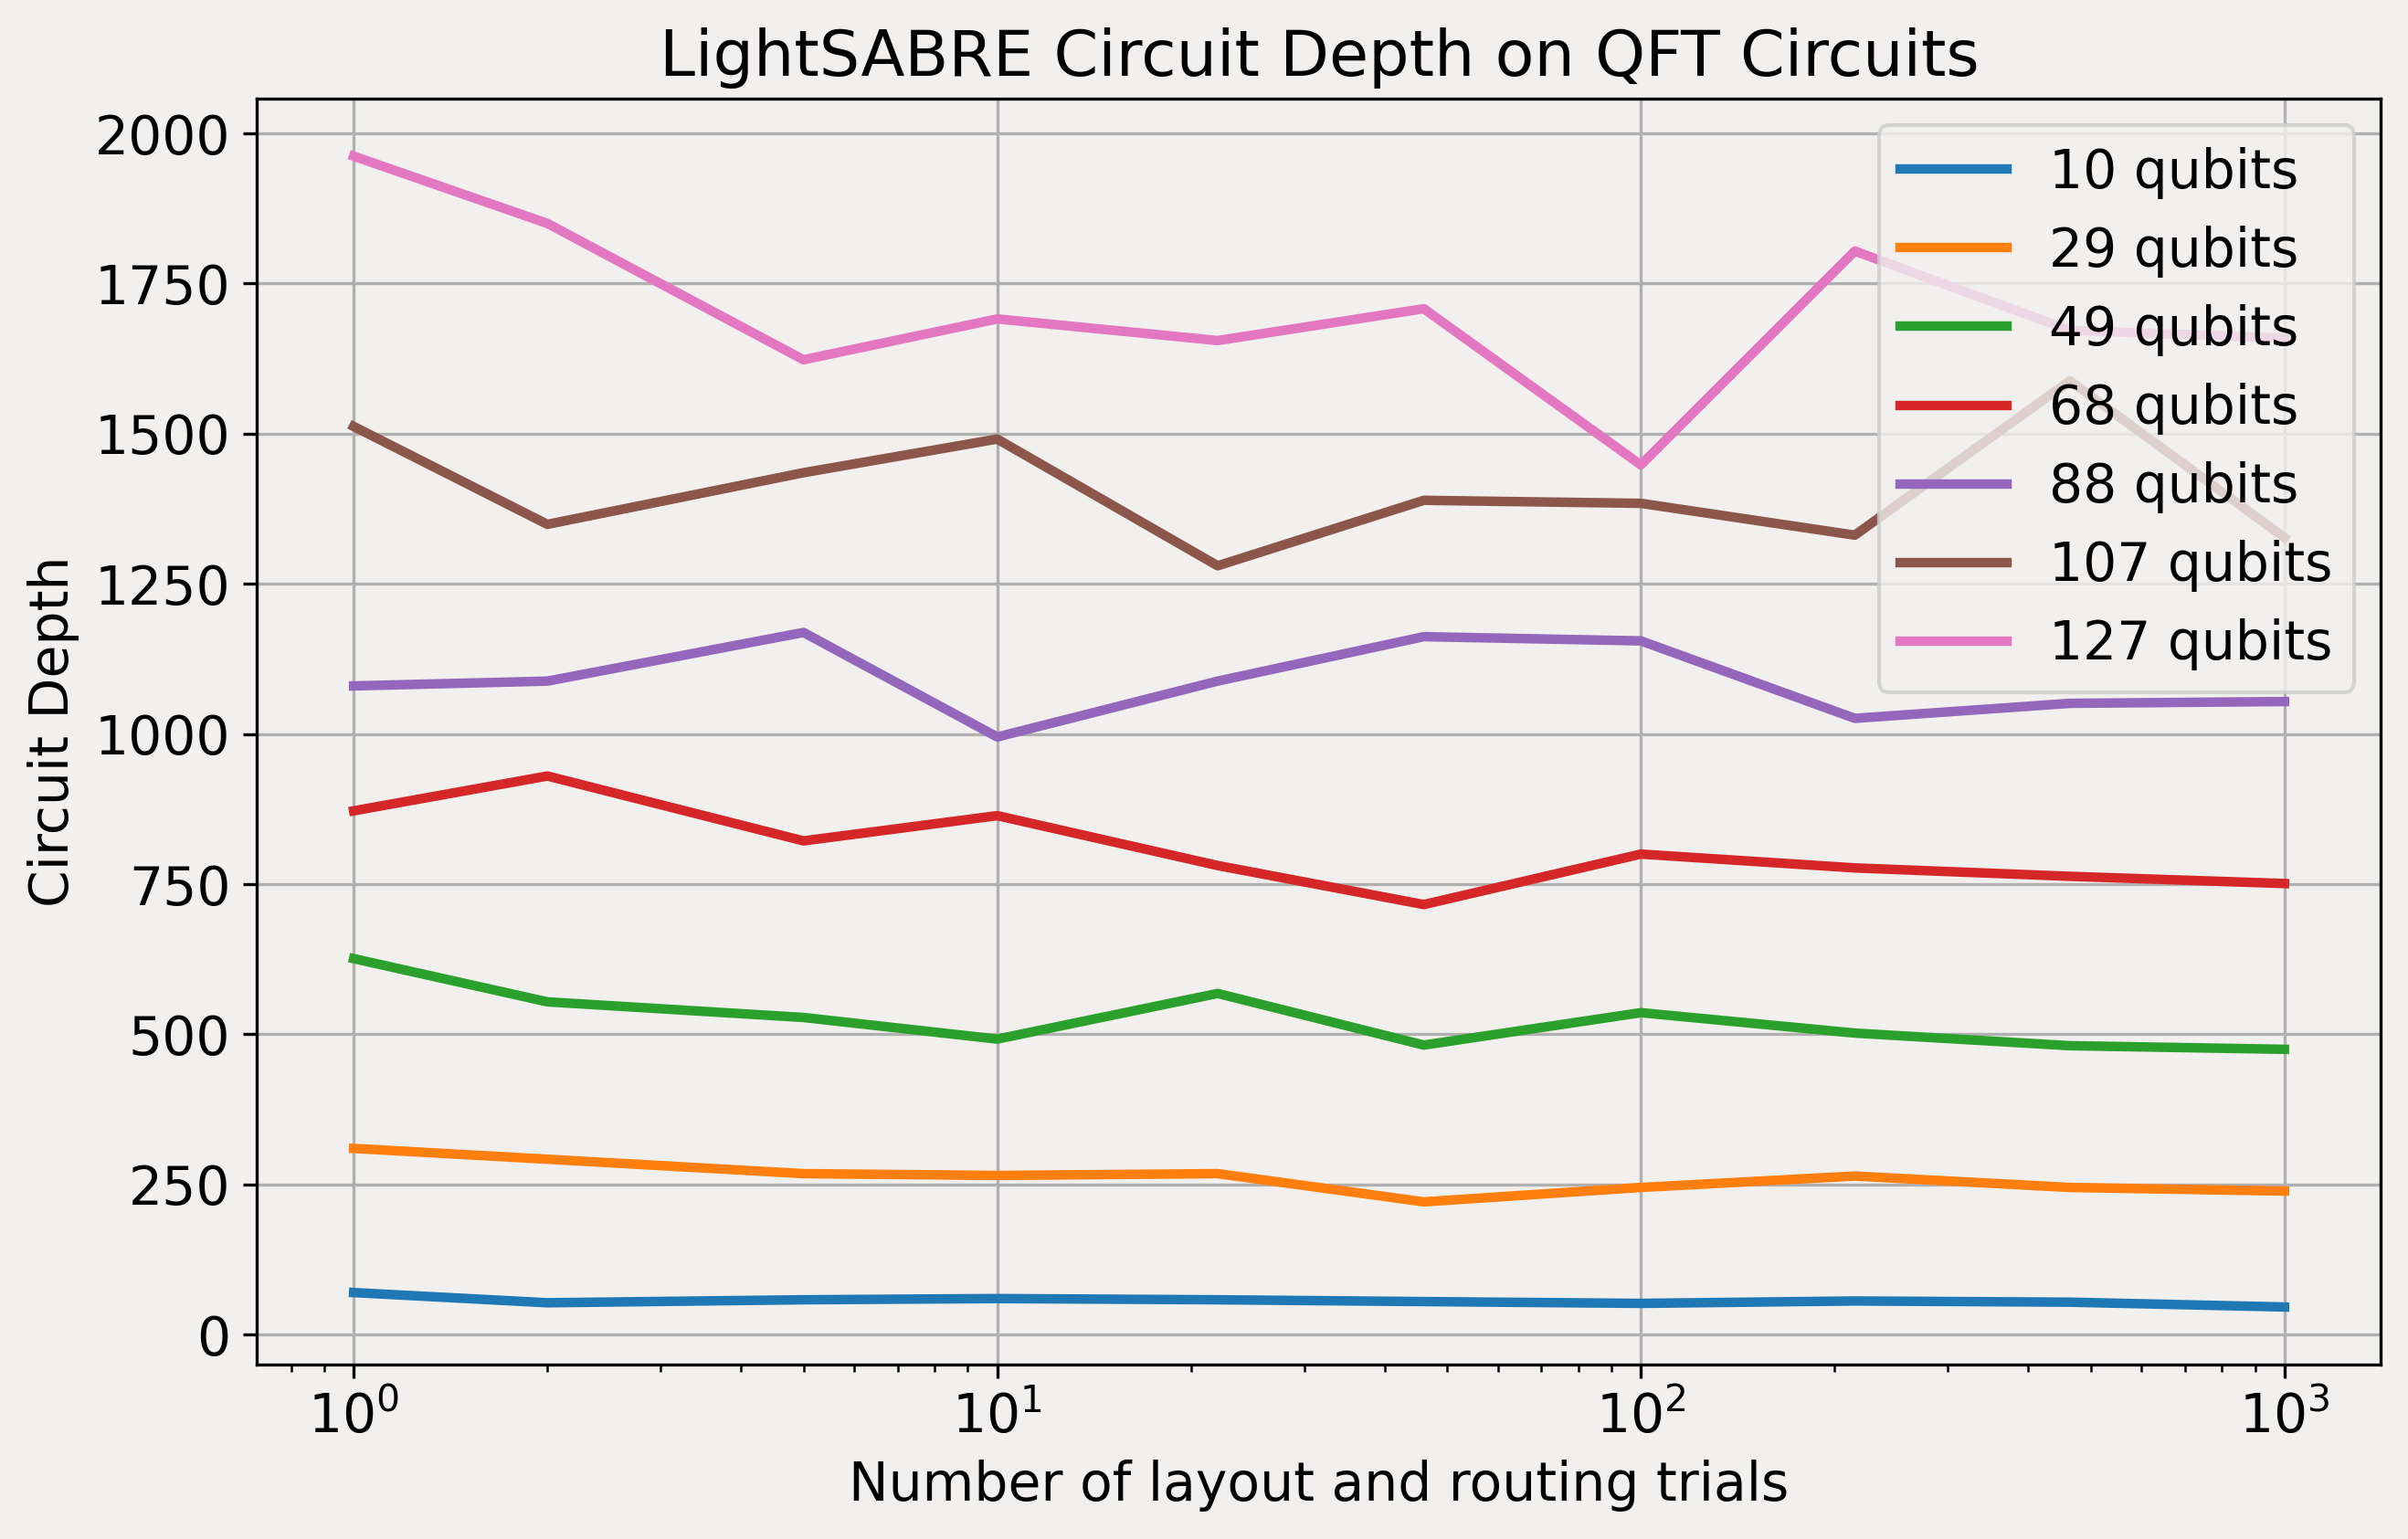 LightSABRE Circuit Depth on QFT Circuits
Circuit Depth
2000
1750
1500
1250
1000
750
500
250
0
10 qubits
29 qubits
49 qubits
68 qubits
88 qubits
107 qubits
127 qubits
10⁰ 10¹ 10² 10³
Number of layout and routing trials